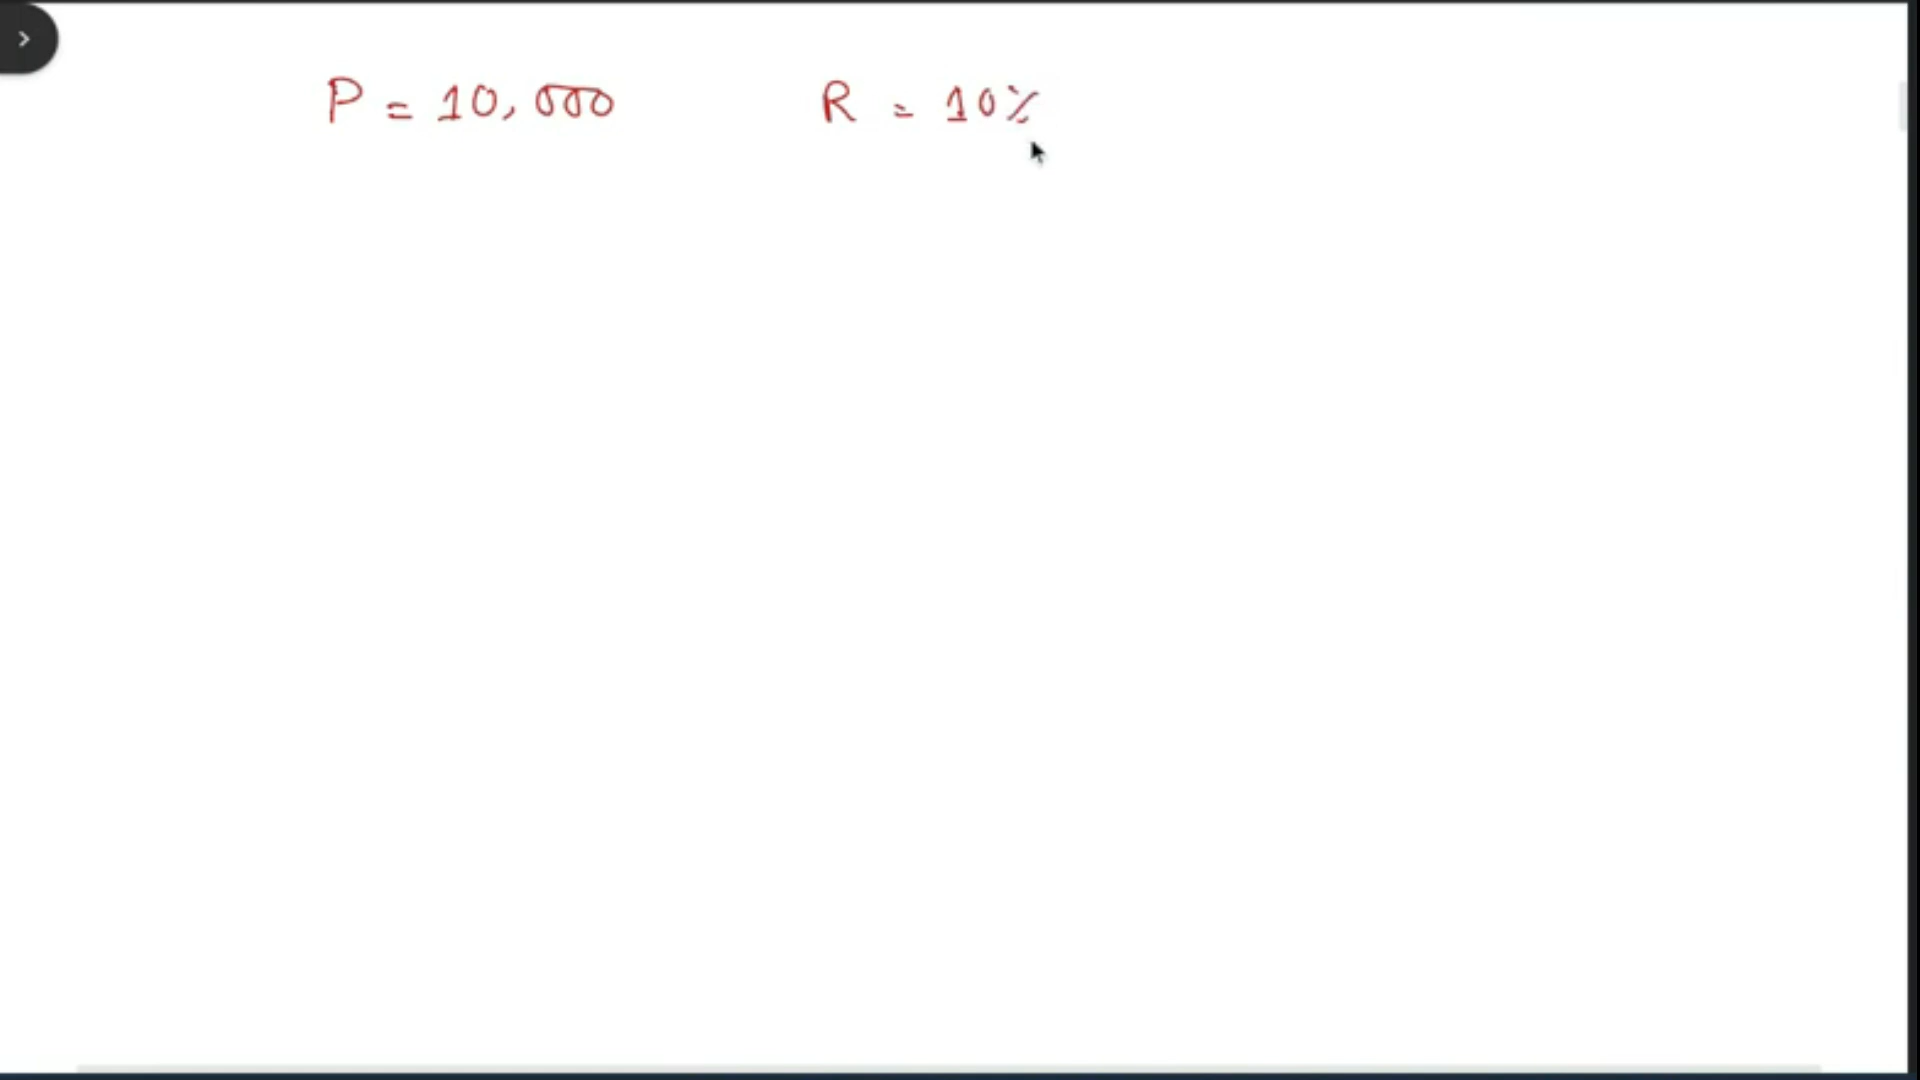 P = 10,000 R = 10%